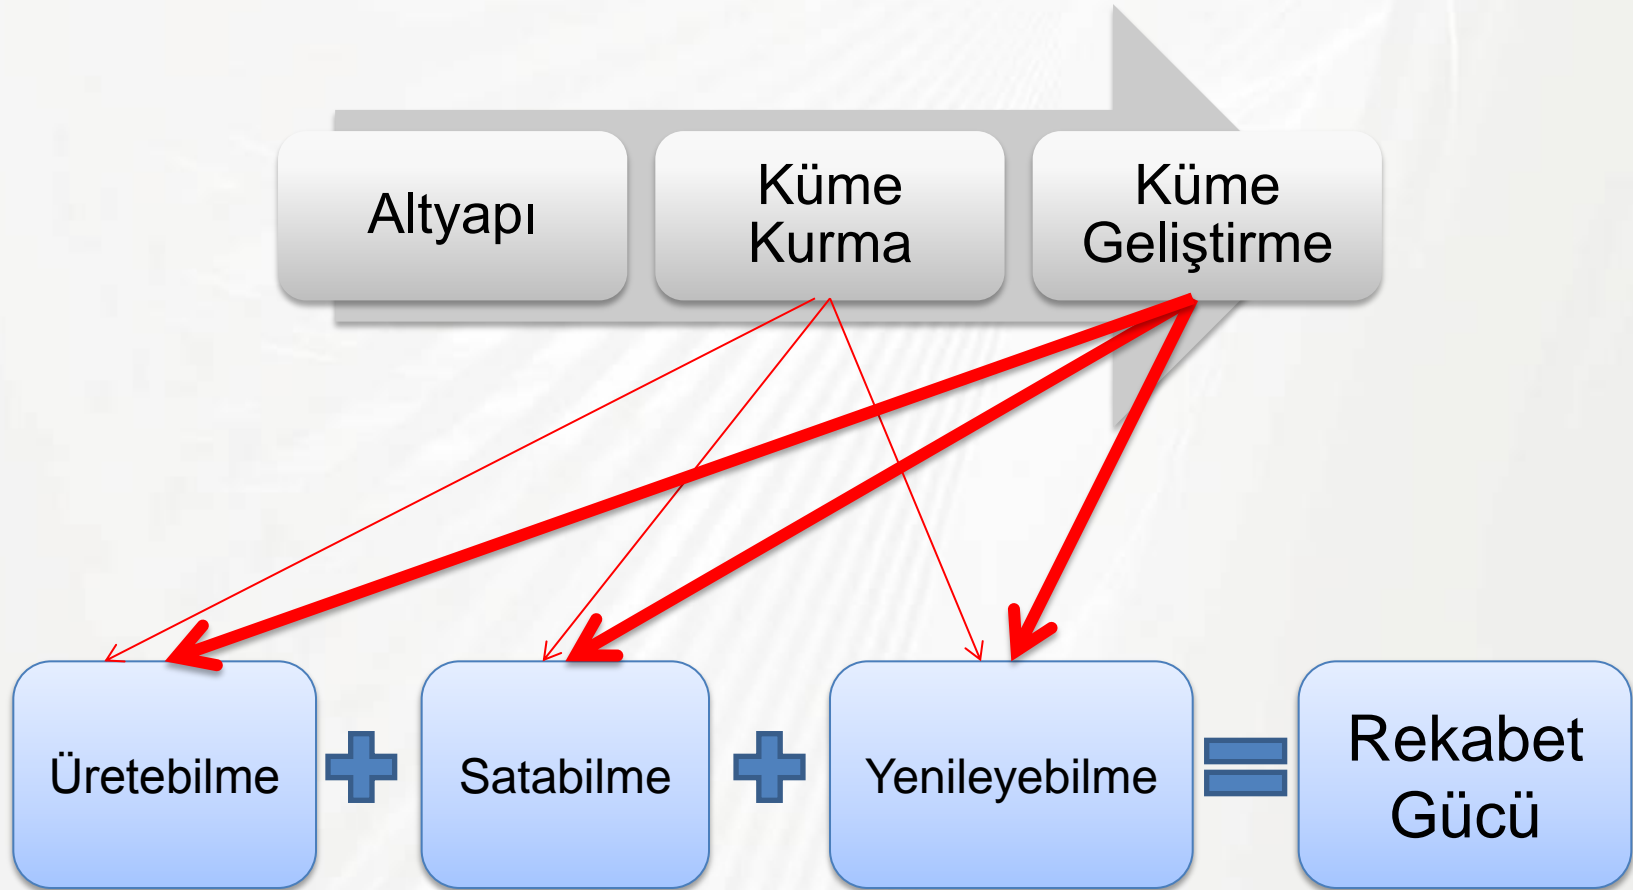 Altyapı
Küme
Kurma
Küme
Geliştirme
Üretebilme
Satabilme
Yenileyebilme
Rekabet
Gücü